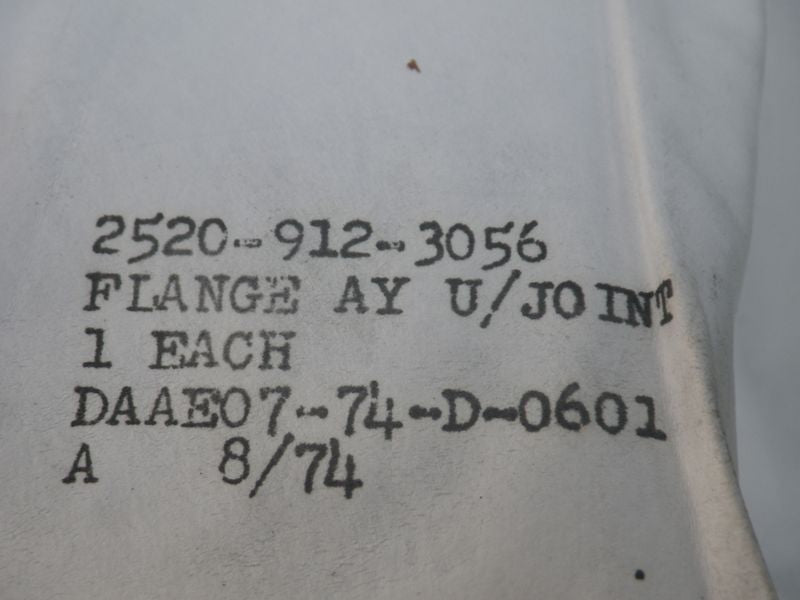 2520-912-3056
FLANGE AY U/JOINT
1 EACH
DAAE07-74-D-0601
A 8/74